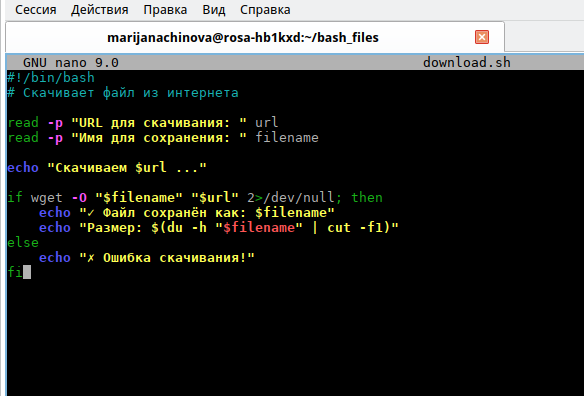 Сессия Действия Правка Вид Справка
marijanachinova@rosa-hb1kxd:~/bash_files
GNU nano 9.0 download.sh
#!/bin/bash
# Скачивает файл из интернета
read -p "URL для скачивания: " url
read -p "Имя для сохранения: " filename
echo "Скачиваем $url ..."
if wget -O "$filename" "$url" 2>/dev/null; then
    echo "✓ Файл сохранён как: $filename"
    echo "Размер: $(du -h "$filename" | cut -f1)"
else
    echo "✗ Ошибка скачивания!"
fi